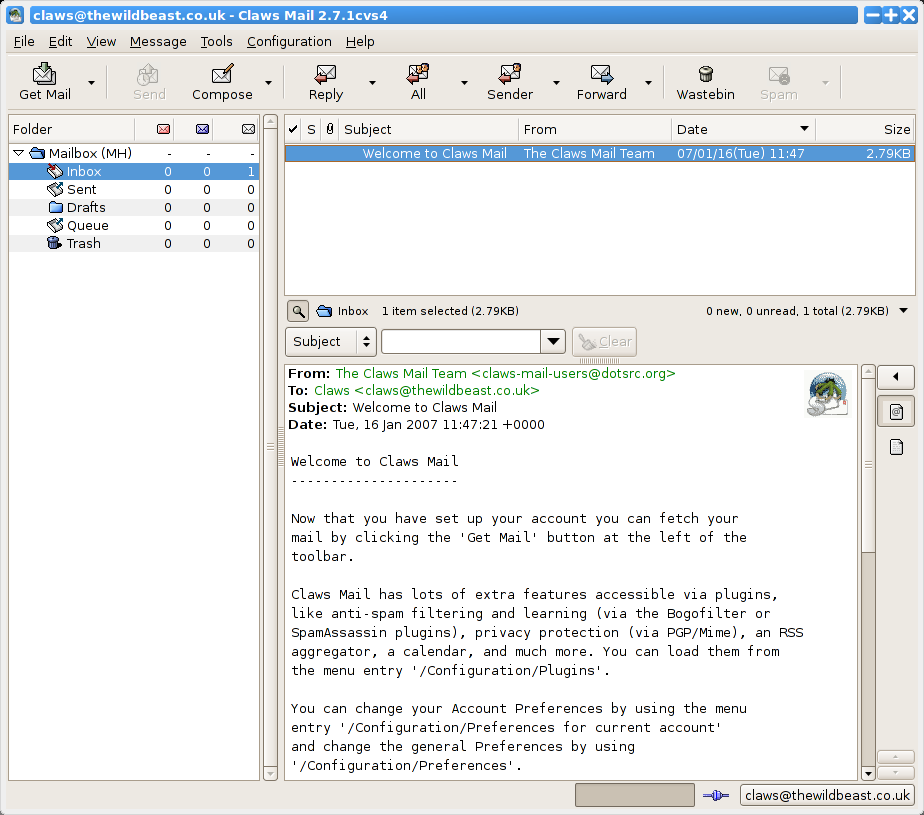 claws@thewildbeast.co.uk - Claws Mail 2.7.1cvs4
File Edit View Message Tools Configuration Help
Get Mail Send Compose Reply All Sender Forward Wastebin Spam
Folder
Mailbox (MH) - - -
Inbox 0 0 1
Sent 0 0 0
Drafts 0 0 0
Queue 0 0 0
Trash 0 0 0
S Subject From Date Size
Welcome to Claws Mail The Claws Mail Team 07/01/16(Tue) 11:47 2.79KB
Inbox 1 item selected (2.79KB) 0 new, 0 unread, 1 total (2.79KB)
Subject Clear
From: The Claws Mail Team <claws-mail-users@dotsrc.org>
To: Claws <claws@thewildbeast.co.uk>
Subject: Welcome to Claws Mail
Date: Tue, 16 Jan 2007 11:47:21 +0000
Welcome to Claws Mail
---------------------
Now that you have set up your account you can fetch your
mail by clicking the 'Get Mail' button at the left of the
toolbar.
Claws Mail has lots of extra features accessible via plugins,
like anti-spam filtering and learning (via the Bogofilter or
SpamAssassin plugins), privacy protection (via PGP/Mime), an RSS
aggregator, a calendar, and much more. You can load them from
the menu entry '/Configuration/Plugins'.
You can change your Account Preferences by using the menu
entry '/Configuration/Preferences for current account'
and change the general Preferences by using
'/Configuration/Preferences'.
claws@thewildbeast.co.uk